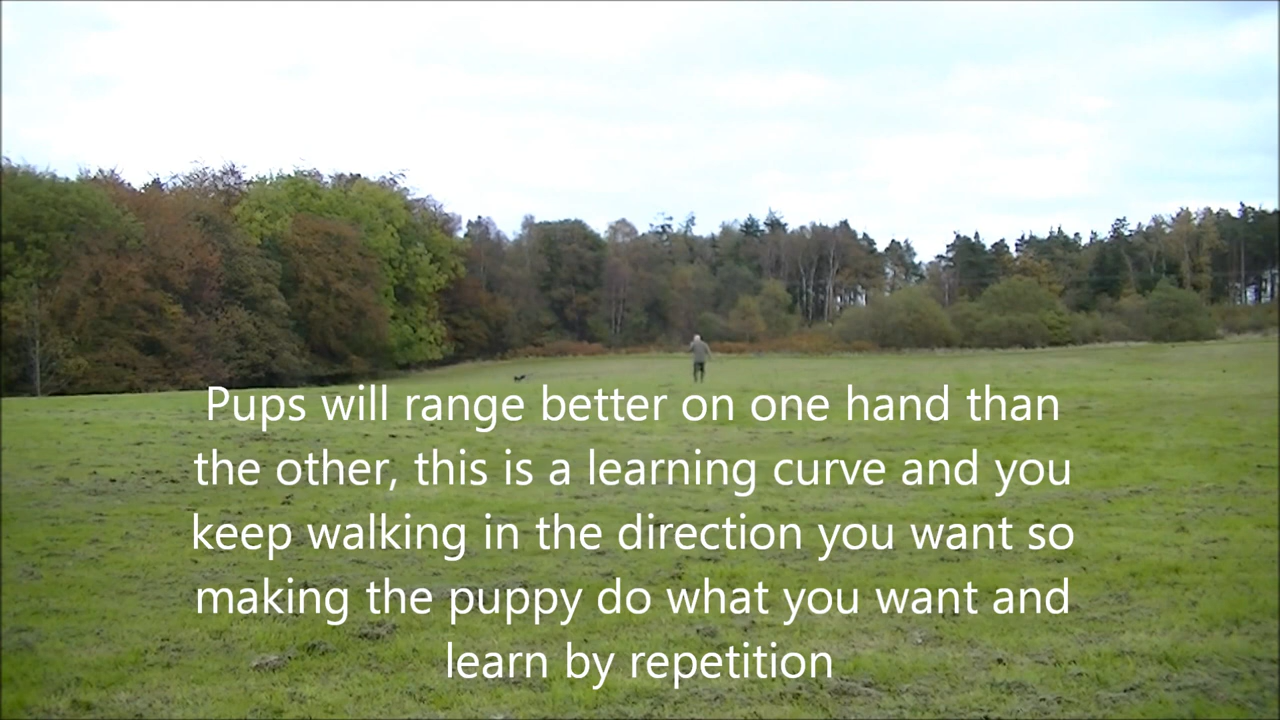 Pups will range better on one hand than
the other, this is a learning curve and you
keep walking in the direction you want so
making the puppy do what you want and
learn by repetition